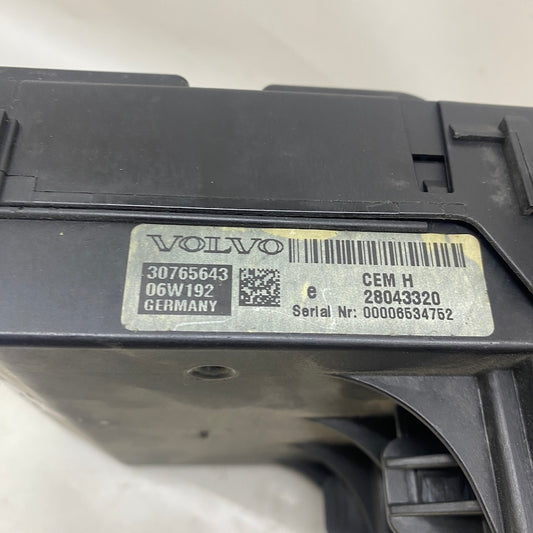 VOLVO
30765643
06W192
GERMANY
CEM H
e 28043320
Serial Nr: 00006534752